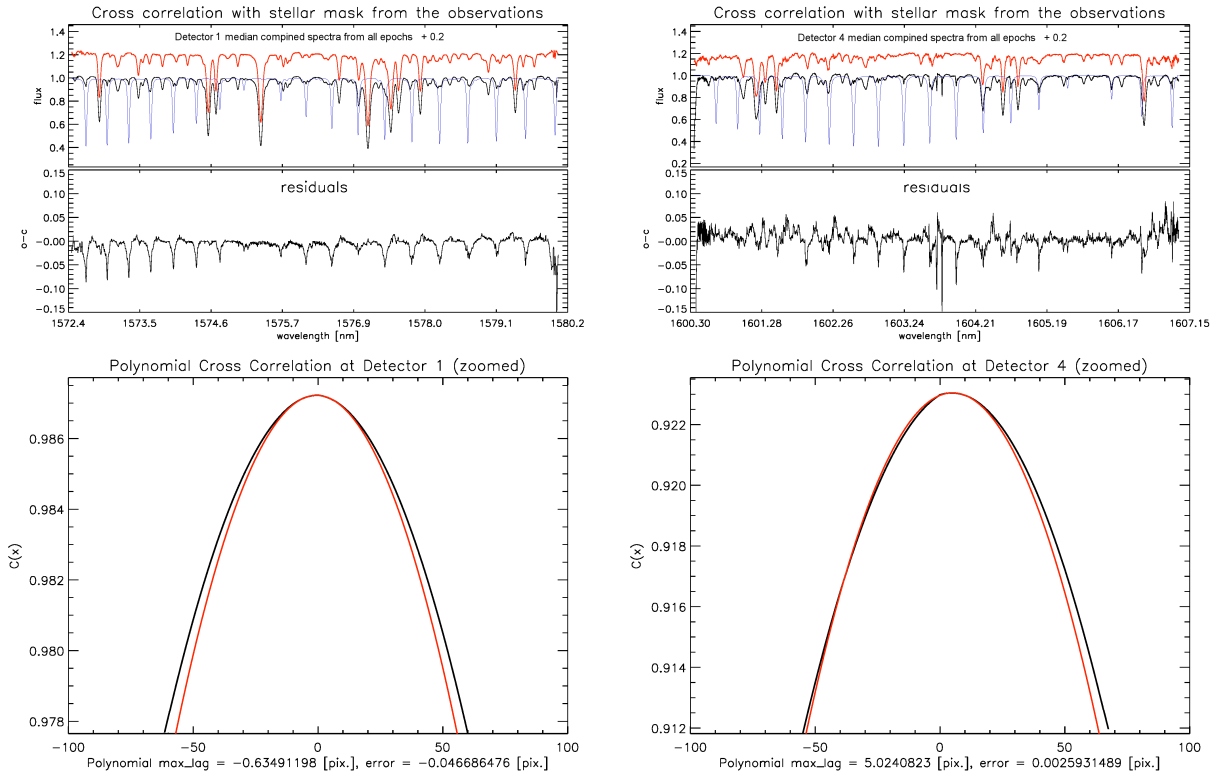 Cross correlation with stellar mask from the observations
Detector 1 median compined spectra from all epochs + 0.2
flux
1.4
1.2
1.0
0.8
0.6
0.4
residuals
o-c
0.15
0.10
0.05
-0.00
-0.05
-0.10
-0.15
1572.4 1573.5 1574.6 1575.7 1576.9 1578.0 1579.1 1580.2
wavelength [nm]
Cross correlation with stellar mask from the observations
Detector 4 median compined spectra from all epochs + 0.2
flux
1.4
1.2
1.0
0.8
0.6
0.4
0.2
residuals
o-c
0.15
0.10
0.05
-0.00
-0.05
-0.10
-0.15
1600.30 1601.28 1602.26 1603.24 1604.21 1605.19 1606.17 1607.15
wavelength [nm]
Polynomial Cross Correlation at Detector 1 (zoomed)
C(x)
0.986
0.984
0.982
0.980
0.978
-100 -50 0 50 100
Polynomial max_lag = -0.63491198 [pix.], error = -0.046686476 [pix.]
Polynomial Cross Correlation at Detector 4 (zoomed)
C(x)
0.922
0.920
0.918
0.916
0.914
0.912
-100 -50 0 50 100
Polynomial max_lag = 5.0240823 [pix.], error = 0.0025931489 [pix.]